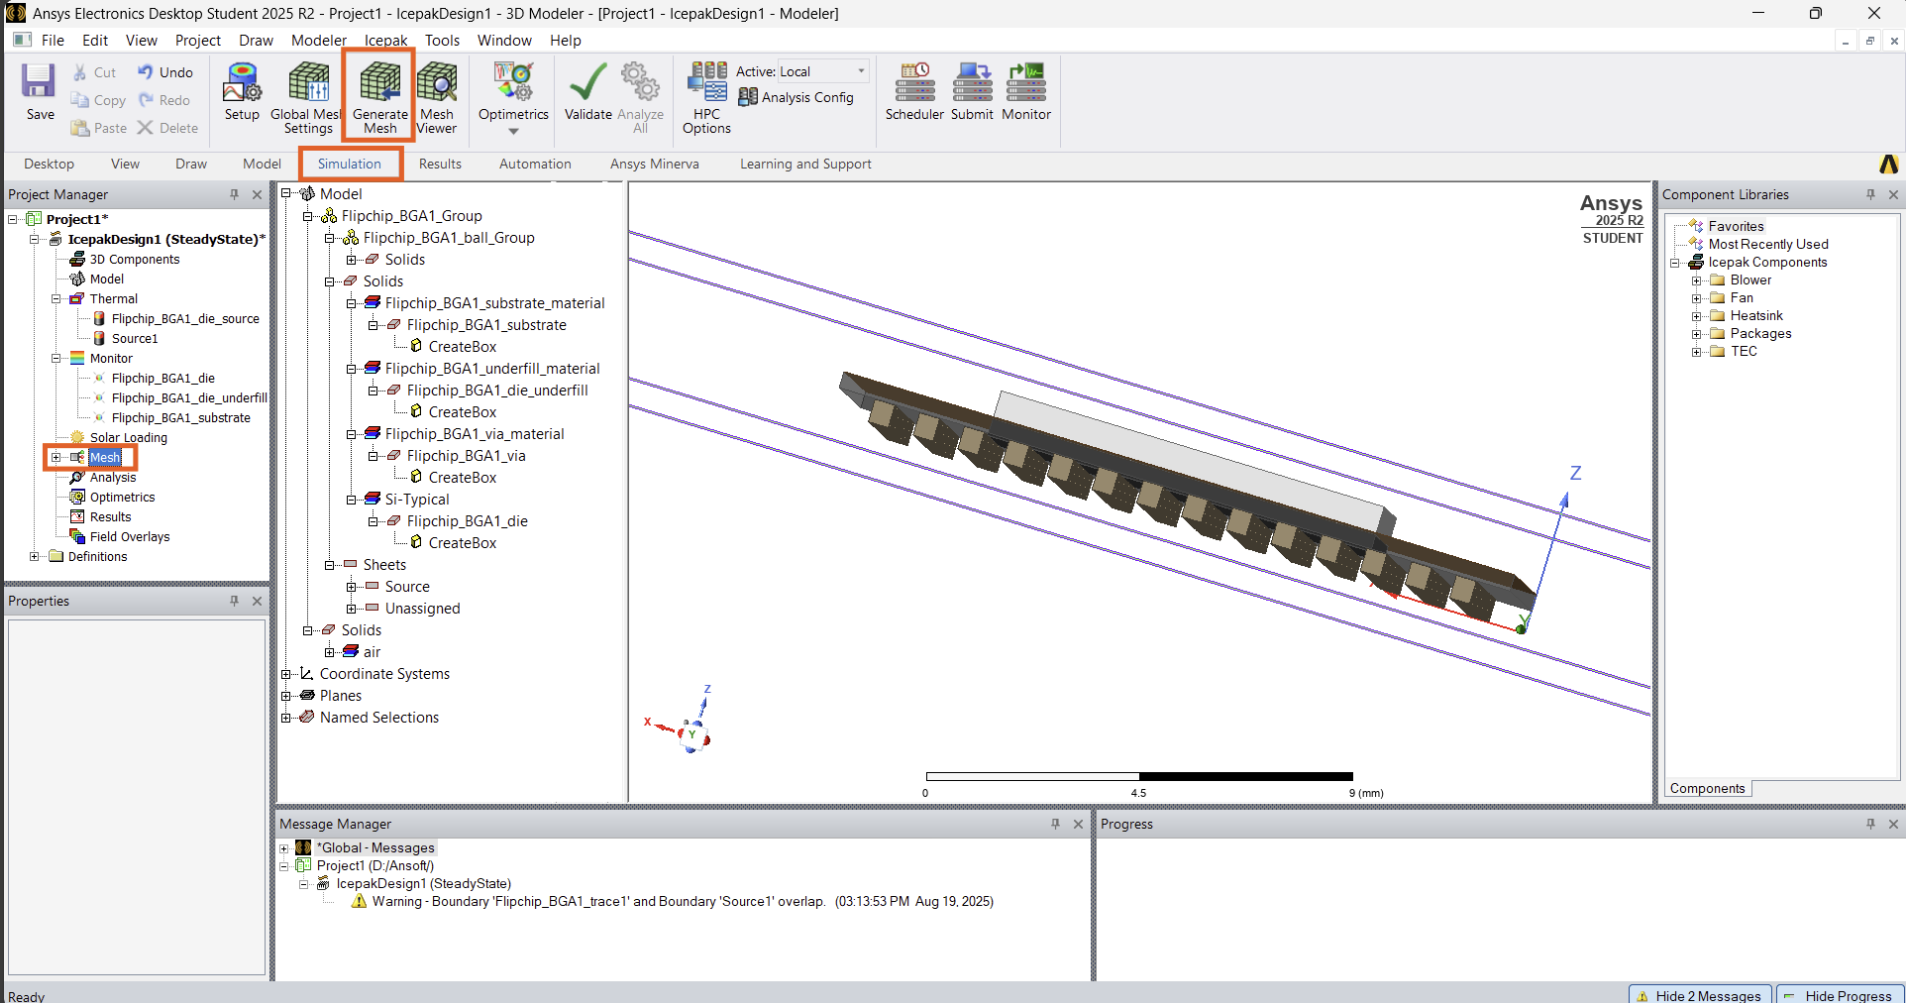 Ansys Electronics Desktop Student 2025 R2 - Project1 - IcepakDesign1 - 3D Modeler - [Project1 - IcepakDesign1 - Modeler]
File Edit View Project Draw Modeler Icepak Tools Window Help
Save
Cut
Copy
Paste
Undo
Redo
Delete
Setup
Global Mesh
Settings
Generate
Mesh
Mesh
Viewer
Optimetrics
Validate
Analyze
All
HPC
Options
Active: Local
Analysis Config
Scheduler
Submit
Monitor
Desktop View Draw Model Simulation Results Automation Ansys Minerva Learning and Support
Project Manager
Project1*
IcepakDesign1 (SteadyState)*
3D Components
Model
Thermal
Flipchip_BGA1_die_source
Source1
Monitor
Flipchip_BGA1_die
Flipchip_BGA1_die_underfill
Flipchip_BGA1_substrate
Solar Loading
Mesh
Analysis
Optimetrics
Results
Field Overlays
Definitions
Properties
Model
Flipchip_BGA1_Group
Flipchip_BGA1_ball_Group
Solids
Solids
Flipchip_BGA1_substrate_material
Flipchip_BGA1_substrate
CreateBox
Flipchip_BGA1_underfill_material
Flipchip_BGA1_die_underfill
CreateBox
Flipchip_BGA1_via_material
Flipchip_BGA1_via
CreateBox
Si-Typical
Flipchip_BGA1_die
CreateBox
Sheets
Source
Unassigned
Solids
air
Coordinate Systems
Planes
Named Selections
Ansys
2025 R2
STUDENT
Z
Y
Z
X
Y
0 4.5 9 (mm)
Component Libraries
Favorites
Most Recently Used
Icepak Components
Blower
Fan
Heatsink
Packages
TEC
Components
Message Manager
*Global - Messages
Project1 (D:/Ansoft/)
IcepakDesign1 (SteadyState)
Warning - Boundary 'Flipchip_BGA1_trace1' and Boundary 'Source1' overlap. (03:13:53 PM Aug 19, 2025)
Progress
Ready
Hide 2 Messages
Hide Progress